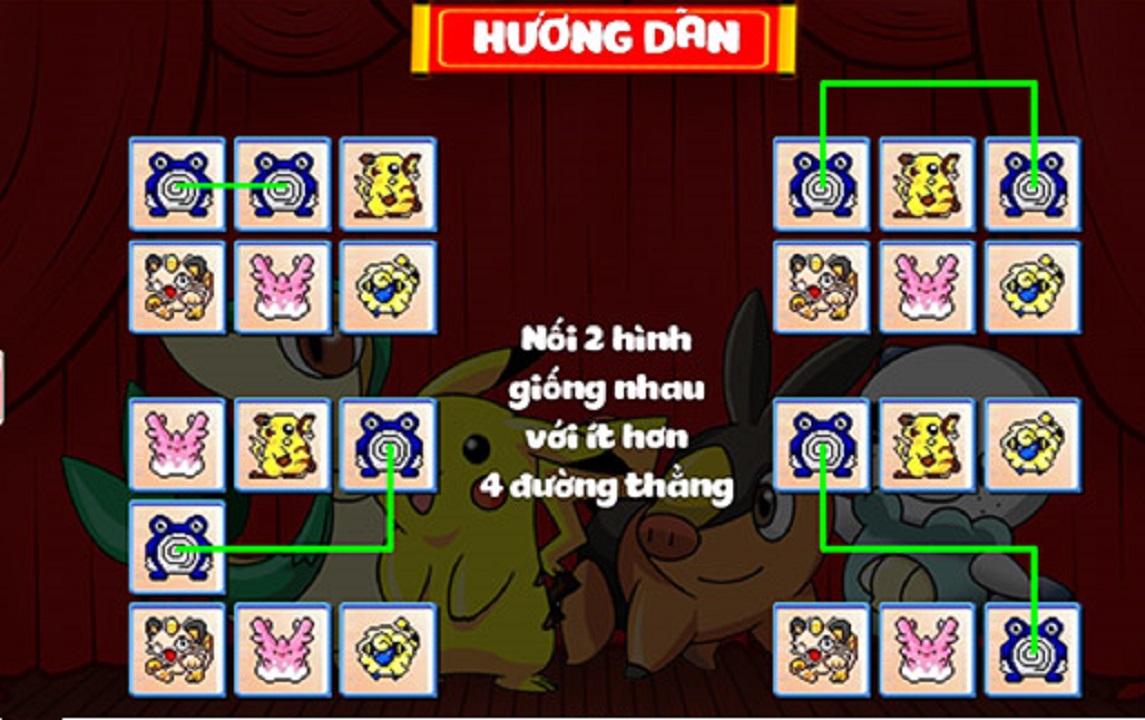 HƯỚNG DẪN
Nối 2 hình
giống nhau
với ít hơn
4 đường thẳng